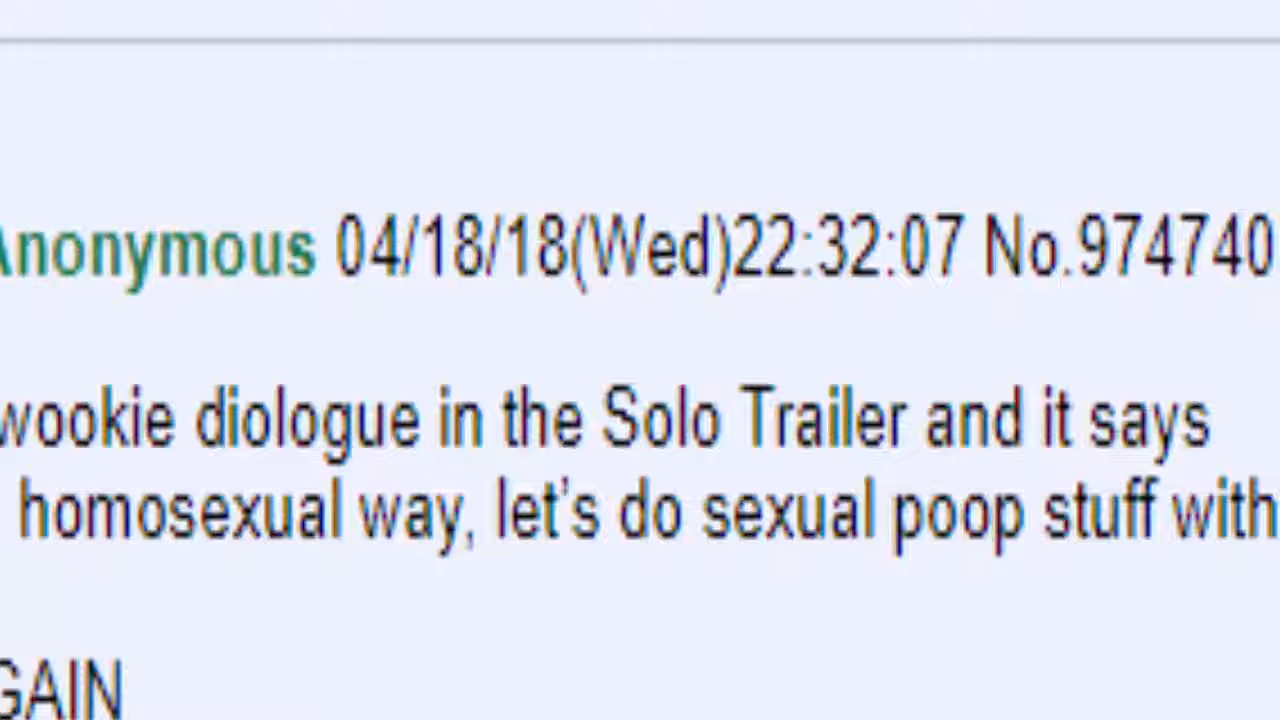 Anonymous 04/18/18(Wed)22:32:07 No.974740
wookie diologue in the Solo Trailer and it says
homosexual way, let's do sexual poop stuff with
GAIN